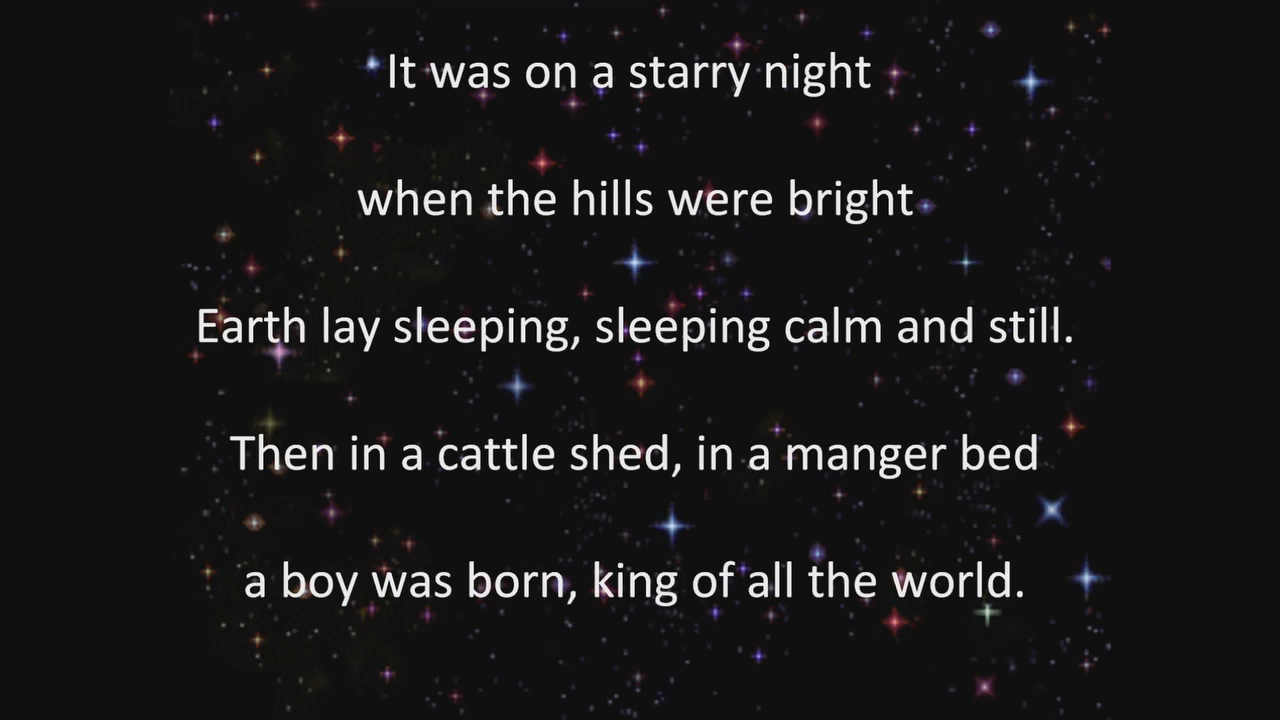 It was on a starry night
when the hills were bright
Earth lay sleeping, sleeping calm and still.
Then in a cattle shed, in a manger bed
a boy was born, king of all the world.